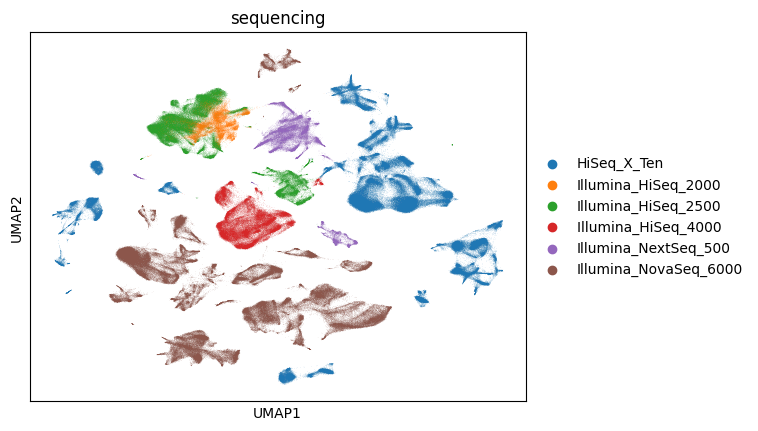 sequencing
UMAP2
UMAP1
HiSeq_X_Ten
Illumina_HiSeq_2000
Illumina_HiSeq_2500
Illumina_HiSeq_4000
Illumina_NextSeq_500
Illumina_NovaSeq_6000